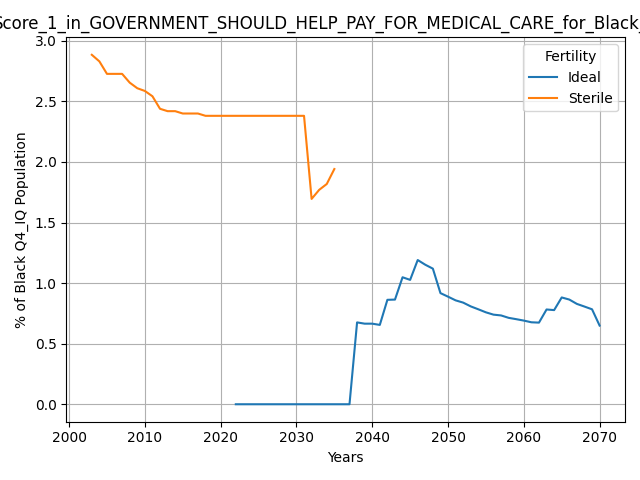 Score_1_in_GOVERNMENT_SHOULD_HELP_PAY_FOR_MEDICAL_CARE_for_Black_
3.0
2.5
2.0
1.5
1.0
0.5
0.0
% of Black Q4_IQ Population
Fertility
Ideal
Sterile
2000 2010 2020 2030 2040 2050 2060 2070
Years